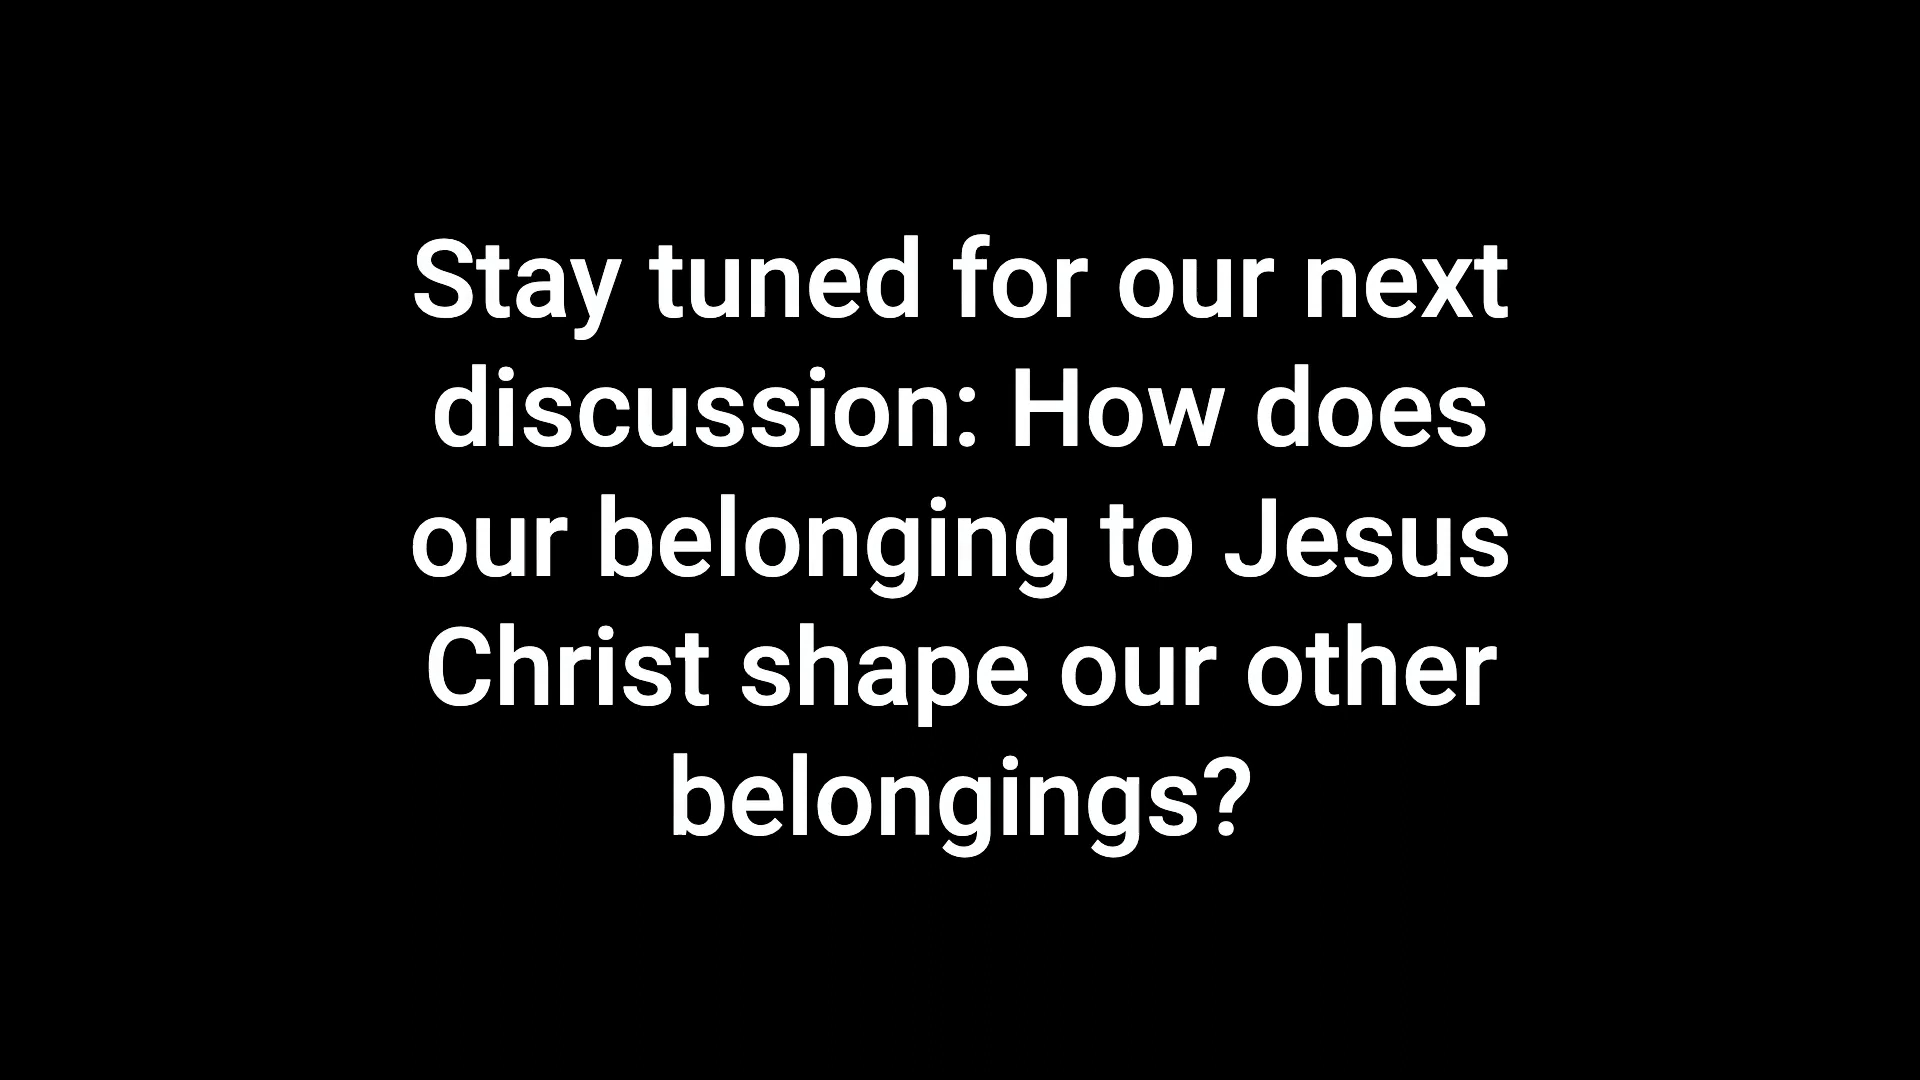 Stay tuned for our next
discussion: How does
our belonging to Jesus
Christ shape our other
belongings?